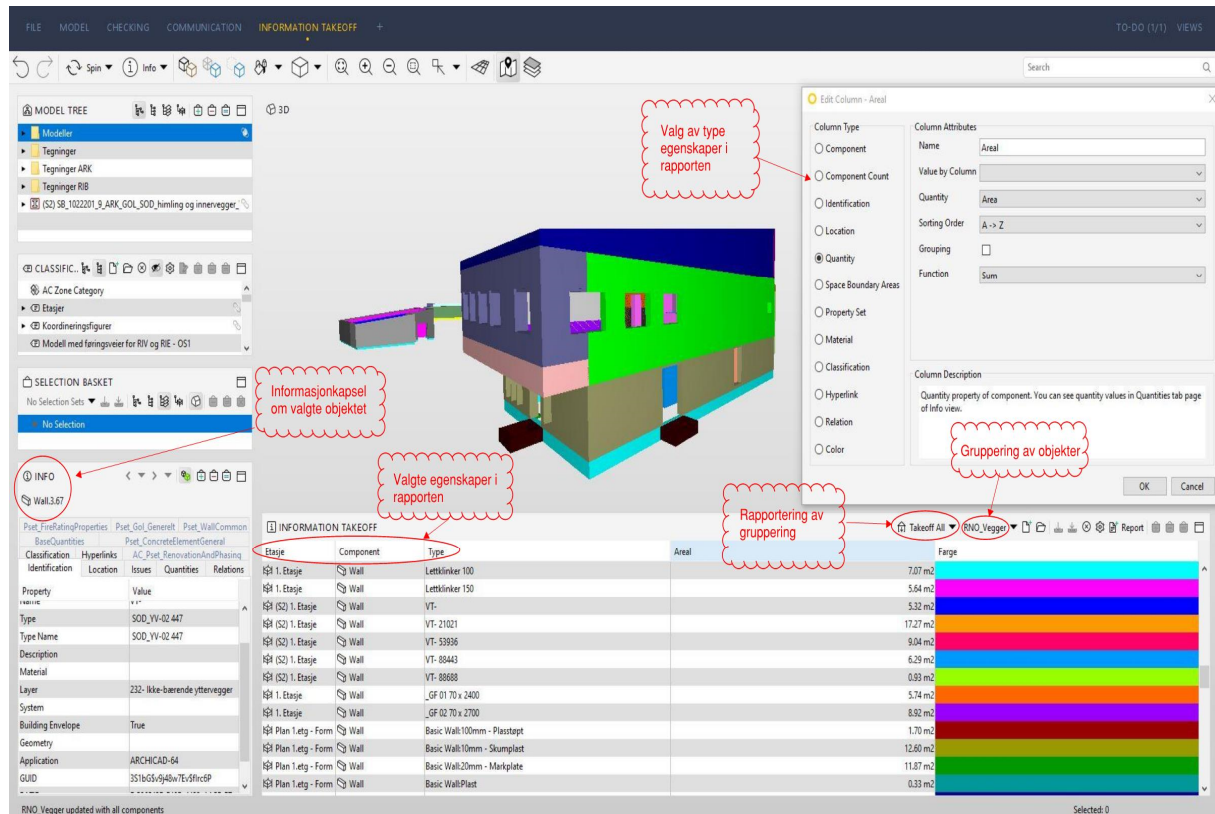 FILE MODEL CHECKING COMMUNICATION INFORMATION TAKEOFF + TO-DO (1/1) VIEWS
Spin Info Search
MODEL TREE
Modeller
Tegninger
Tegninger ARK
Tegninger RIB
(S2) SB_1022201_9_ARK_GOL_SOD_himling og innervegger_
CLASSIFIC..
AC Zone Category
Etasjer
Koordineringsfigurer
Modell med føringsveier for RIV og RIE - OS1
SELECTION BASKET
No Selection Sets
No Selection
INFO
Wall.3.67
Pset_FireRatingProperties Pset_Gol_Generelt Pset_WallCommon
BaseQuantities Pset_ConcreteElementGeneral
Classification Hyperlinks AC_Pset_RenovationAndPhasing
Identification Location Issues Quantities Relations
Property Value
Type SOD_YV-02 447
Type Name SOD_YV-02 447
Description
Material
Layer 232- Ikke-bærende yttervegger
System
Building Envelope True
Geometry
Application ARCHICAD-64
GUID
RNO_Vegger updated with all components
3D
Valg av type
egenskaper i
rapporten
Informasjonkapsel
om valgte objektet
Valgte egenskaper i
rapporten
Rapportering av
gruppering
Gruppering av objekter
Edit Column - Areal
Column Type
Component
Component Count
Identification
Location
Quantity
Space Boundary Areas
Property Set
Material
Classification
Hyperlink
Relation
Color
Column Attributes
Name Areal
Value by Column
Quantity Area
Sorting Order A -> Z
Grouping
Function Sum
Column Description
Quantity property of component. You can see quantity values in Quantities tab page
of Info view.
OK Cancel
INFORMATION TAKEOFF Takeoff All RNO_Vegger Report
Etasje Component Type Areal Farge
1. Etasje Wall Lettklinker 100 7.07 m2
1. Etasje Wall Lettklinker 150 5.64 m2
(S2) 1. Etasje Wall VT- 5.32 m2
(S2) 1. Etasje Wall VT- 21021 17.27 m2
(S2) 1. Etasje Wall VT- 53936 9.04 m2
(S2) 1. Etasje Wall VT- 88443 6.29 m2
(S2) 1. Etasje Wall VT- 88688 0.93 m2
1. Etasje Wall _GF 01 70 x 2400 5.74 m2
1. Etasje Wall _GF 02 70 x 2700 8.92 m2
Plan 1.etg - Form Wall Basic Wall:100mm - Plasstøpt 1.70 m2
Plan 1.etg - Form Wall Basic Wall:10mm - Skumplast 12.60 m2
Plan 1.etg - Form Wall Basic Wall:20mm - Markplate 11.87 m2
Plan 1.etg - Form Wall Basic Wall:Plast 0.33 m2
Selected: 0